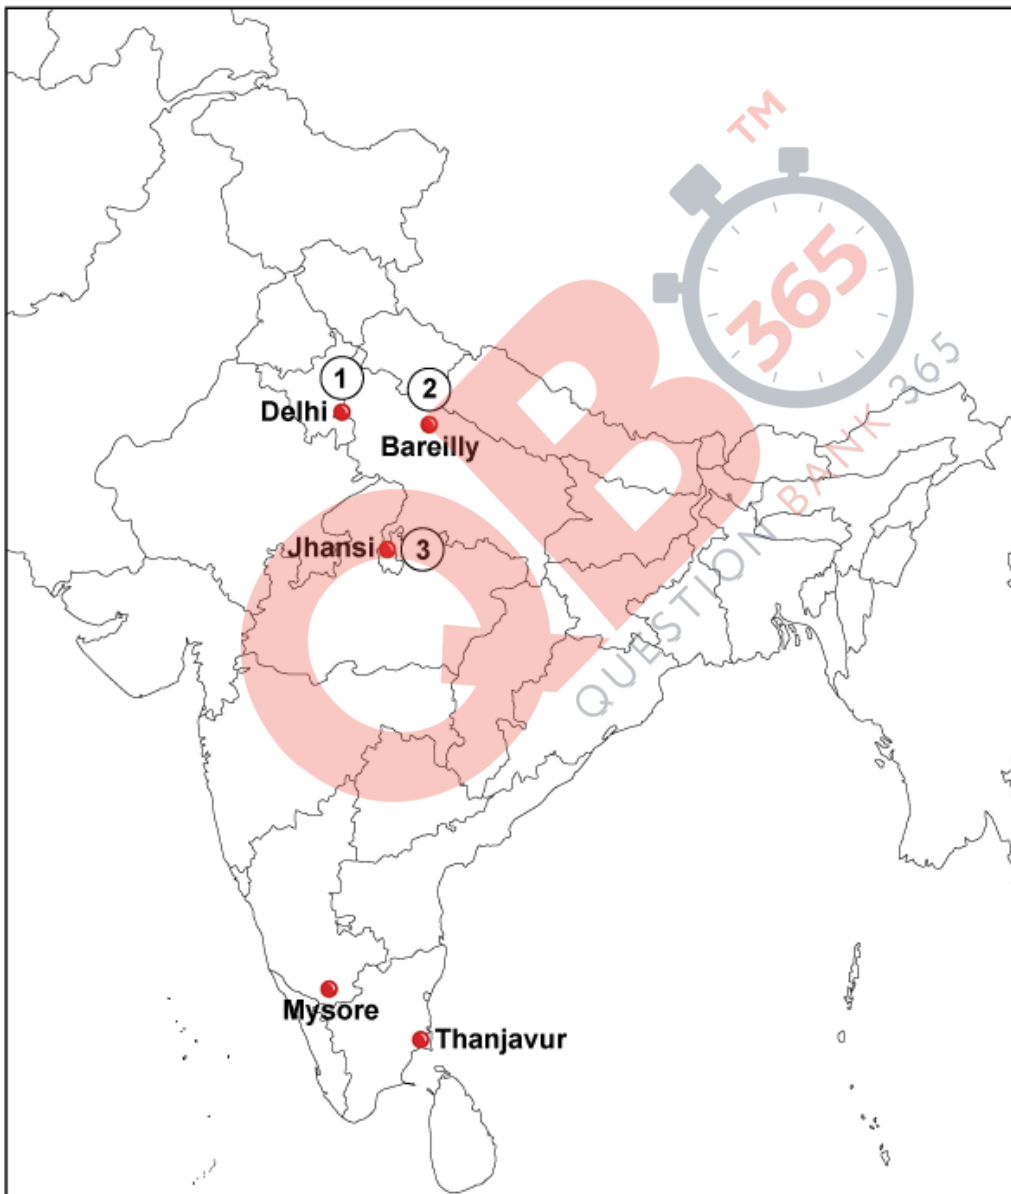 TM
365
QUESTION BANK 365
QB
1
2
Delhi
Bareilly
Jhansi
3
Mysore
Thanjavur